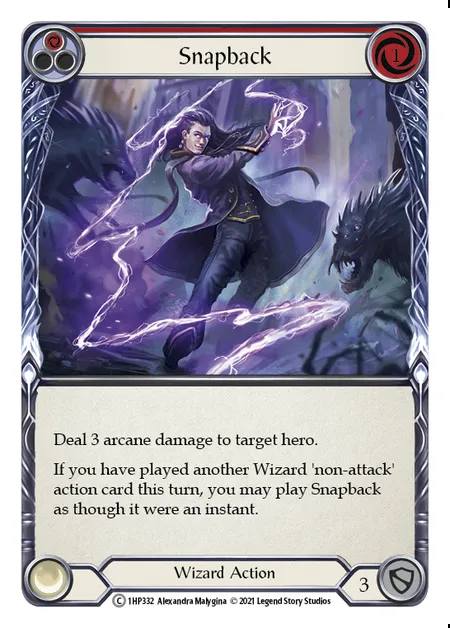 Snapback
1
Deal 3 arcane damage to target hero.
If you have played another Wizard 'non-attack'
action card this turn, you may play Snapback
as though it were an instant.
Wizard Action
3
C 1HP332 Alexandra Malygina © 2021 Legend Story Studios